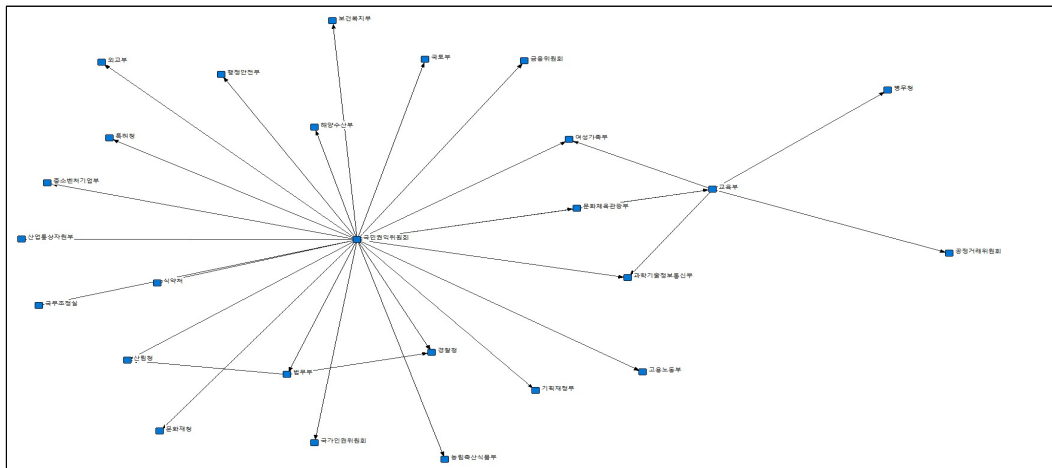 보건복지부
외교부
국토부
금융위원회
행정안전부
병무청
해양수산부
특허청
여성가족부
중소벤처기업부
교육부
문화체육관광부
산업통상자원부
국민권익위원회
공정거래위원회
과학기술정보통신부
식약처
국무조정실
경찰청
산림청
법무부
고용노동부
기획재정부
문화재청
국가인권위원회
농림축산식품부